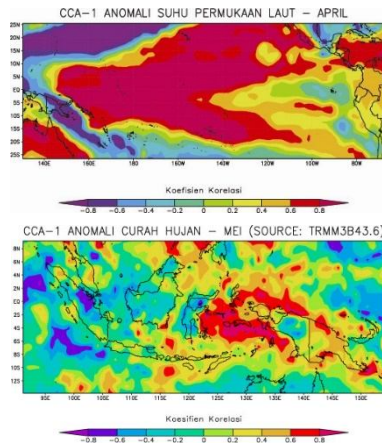 CCA-1 ANOMALI SUHU PERMUKAAN LAUT - APRIL
25N
20N
15N
10N
5N
EQ
5S
10S
15S
20S
25S
140E 160E 180 160W 140W 120W 100W 80W
Koefisien Korelasi
-0.8 -0.6 -0.4 -0.2 0 0.2 0.4 0.6 0.8
CCA-1 ANOMALI CURAH HUJAN - MEI (SOURCE: TRMM3B43.6)
8N
6N
4N
2N
EQ
2S
4S
6S
8S
10S
12S
95E 100E 105E 110E 115E 120E 125E 130E 135E 140E 145E 150E
Koesifien Korelasi
-0.8 -0.6 -0.4 -0.2 0 0.2 0.4 0.6 0.8